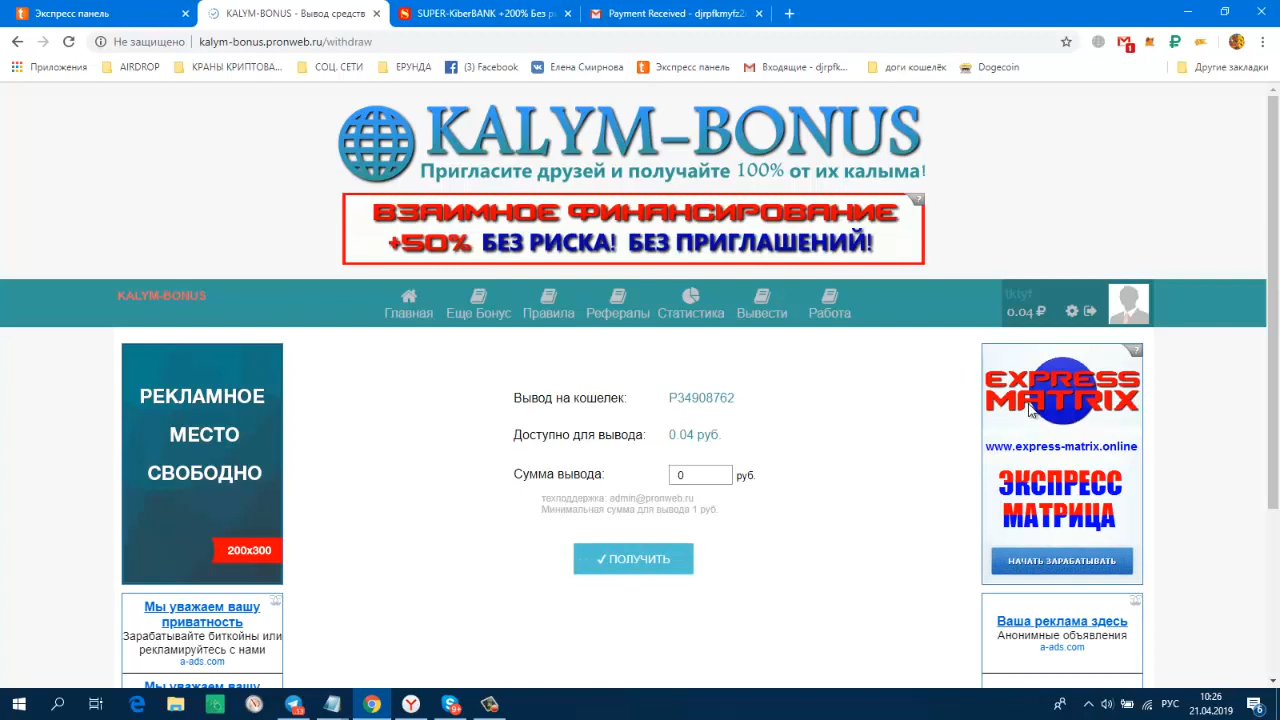 Экспресс панель
KALYM-BONUS - Вывод средств
SUPER-KiberBANK +200% Без р
Payment Received - djrpfkmyfz2
Не защищено
kalym-bonus.pronweb.ru/withdraw
1
Приложения
AIRDROP
КРАНЫ КРИПТОВА...
СОЦ. СЕТИ
ЕРУНДА
(3) Facebook
Елена Смирнова
Экспресс панель
Входящие - djrpfk...
доги кошелёк
Dogecoin
Другие закладки
KALYM-BONUS
Пригласите друзей и получайте 100% от их калыма!
ВЗАИМНОЕ ФИНАНСИРОВАНИЕ
+50% БЕЗ РИСКА! БЕЗ ПРИГЛАШЕНИЙ!
KALYM-BONUS
Главная
Еще Бонус
Правила
Рефералы
Статистика
Вывести
Работа
tklyf
0.04 ₽
РЕКЛАМНОЕ
МЕСТО
СВОБОДНО
200x300
Мы уважаем вашу
приватность
Зарабатывайте биткойны или
рекламируйтесь с нами
a-ads.com
Мы уважаем вашу
Вывод на кошелек: P34908762
Доступно для вывода: 0.04 руб.
Сумма вывода: 0 руб.
техподдержка: admin@pronweb.ru
Минимальная сумма для вывода 1 руб.
✓ ПОЛУЧИТЬ
EXPRESS
MATRIX
www.express-matrix.online
ЭКСПРЕСС
МАТРИЦА
НАЧАТЬ ЗАРАБАТЫВАТЬ
Ваша реклама здесь
Анонимные объявления
a-ads.com
РУС
10:26
21.04.2019